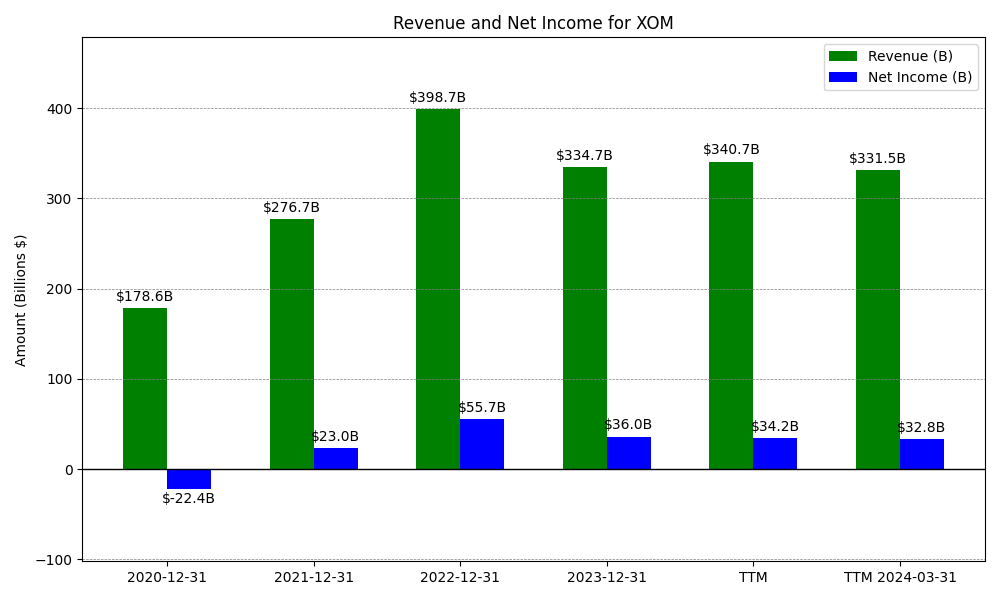 Revenue and Net Income for XOM
Revenue (B)
Net Income (B)
Amount (Billions $)
400
300
200
100
0
−100
$178.6B
$276.7B
$398.7B
$334.7B
$340.7B
$331.5B
$-22.4B
$23.0B
$55.7B
$36.0B
$34.2B
$32.8B
2020-12-31
2021-12-31
2022-12-31
2023-12-31
TTM
TTM 2024-03-31